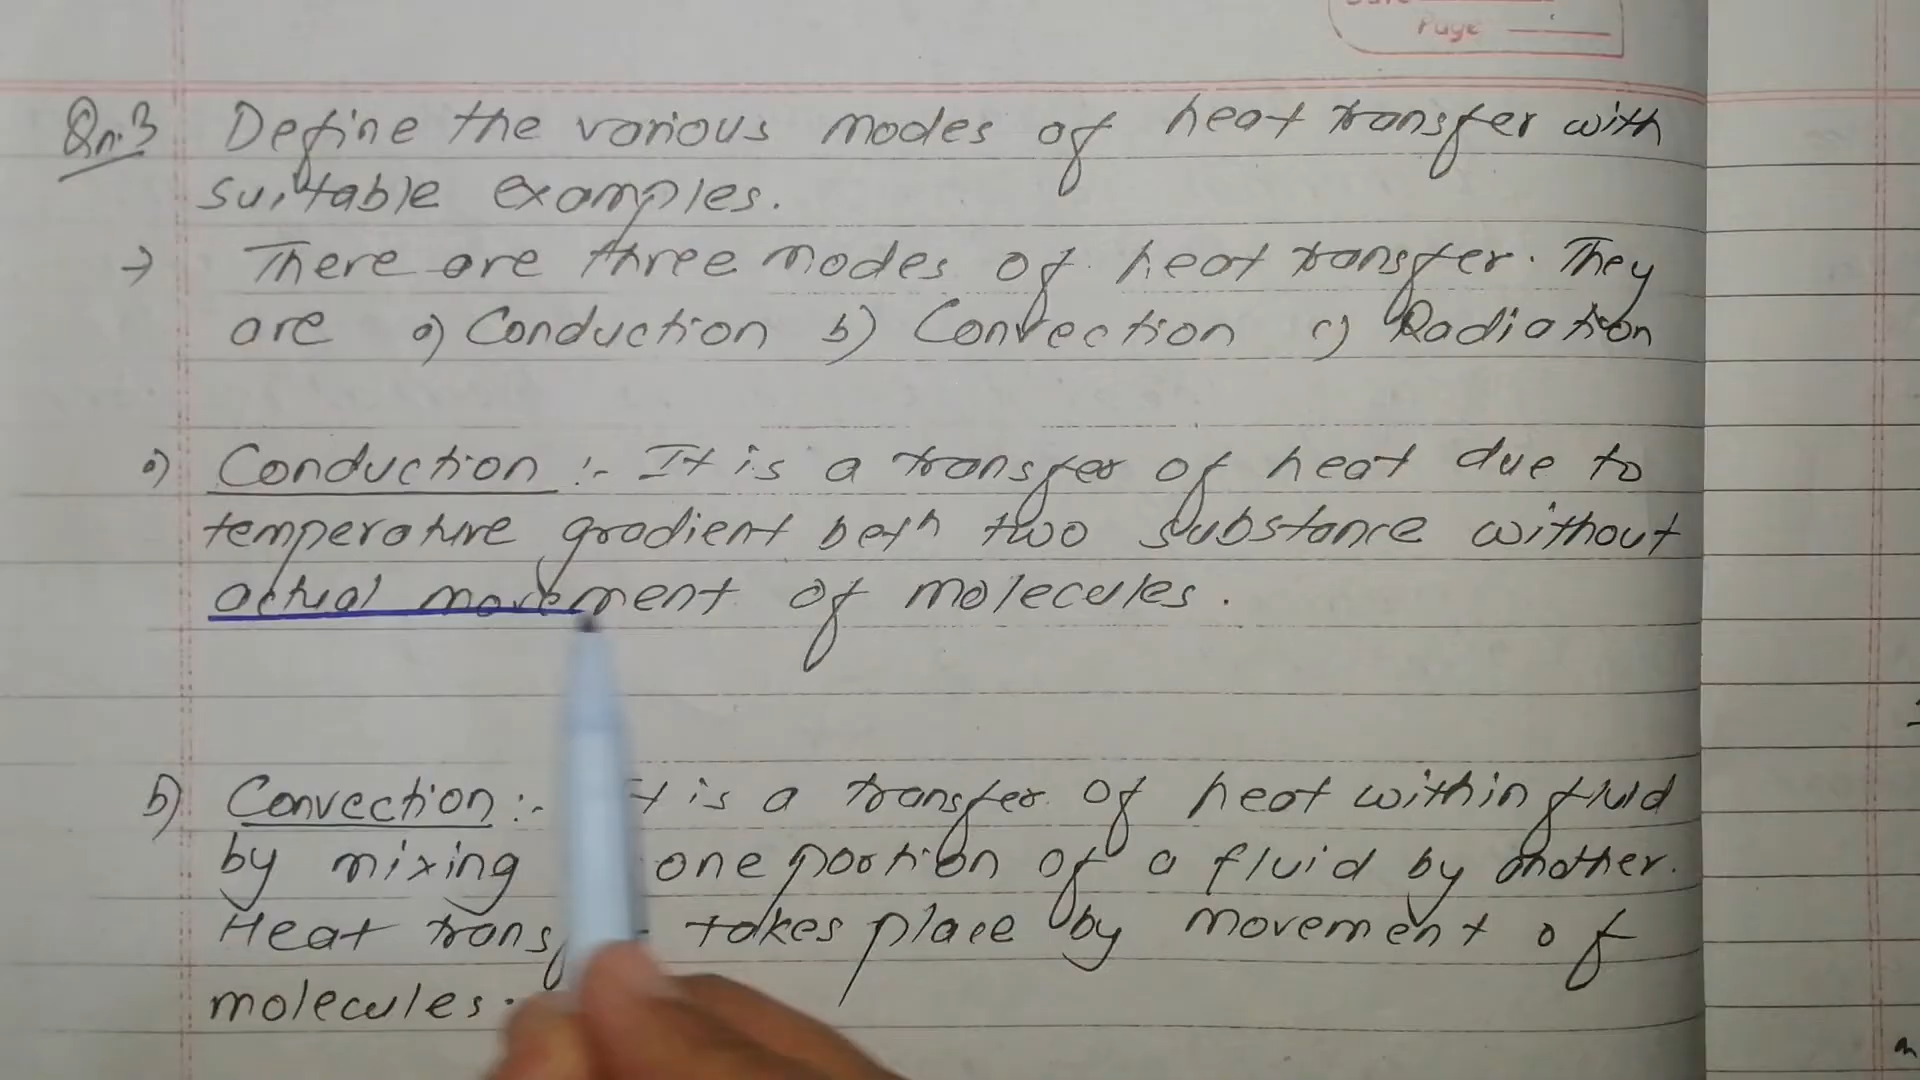 Page
Qn.3 Define the various modes of heat transfer with
suitable examples.
→ There are three modes of heat transfer. They
are a) Conduction b) Convection c) Radiation
a) Conduction :- It is a transfer of heat due to
temperature gradient betn two substance without
actual movement of molecules.
b) Convection :- It is a transfer of heat within fluid
by mixing one portion of a fluid by another.
Heat takes place by movement of
molecules.